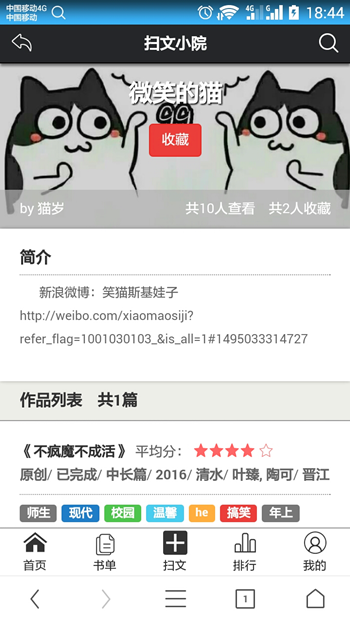 中国移动4G
中国移动
4G G 18:44
扫文小院
微笑的猫
收藏
by 猫岁 共10人查看 共2人收藏
简介
新浪微博：笑猫斯基娃子
http://weibo.com/xiaomaosiji?
refer_flag=1001030103_&is_all=1#1495033314727
作品列表 共1篇
《 不疯魔不成活 》 平均分：
原创/ 已完成/ 中长篇/ 2016/ 清水/ 叶臻, 陶可/ 晋江
师生 现代 校园 温馨 he 搞笑 年上
首页 书单 扫文 排行 我的
1